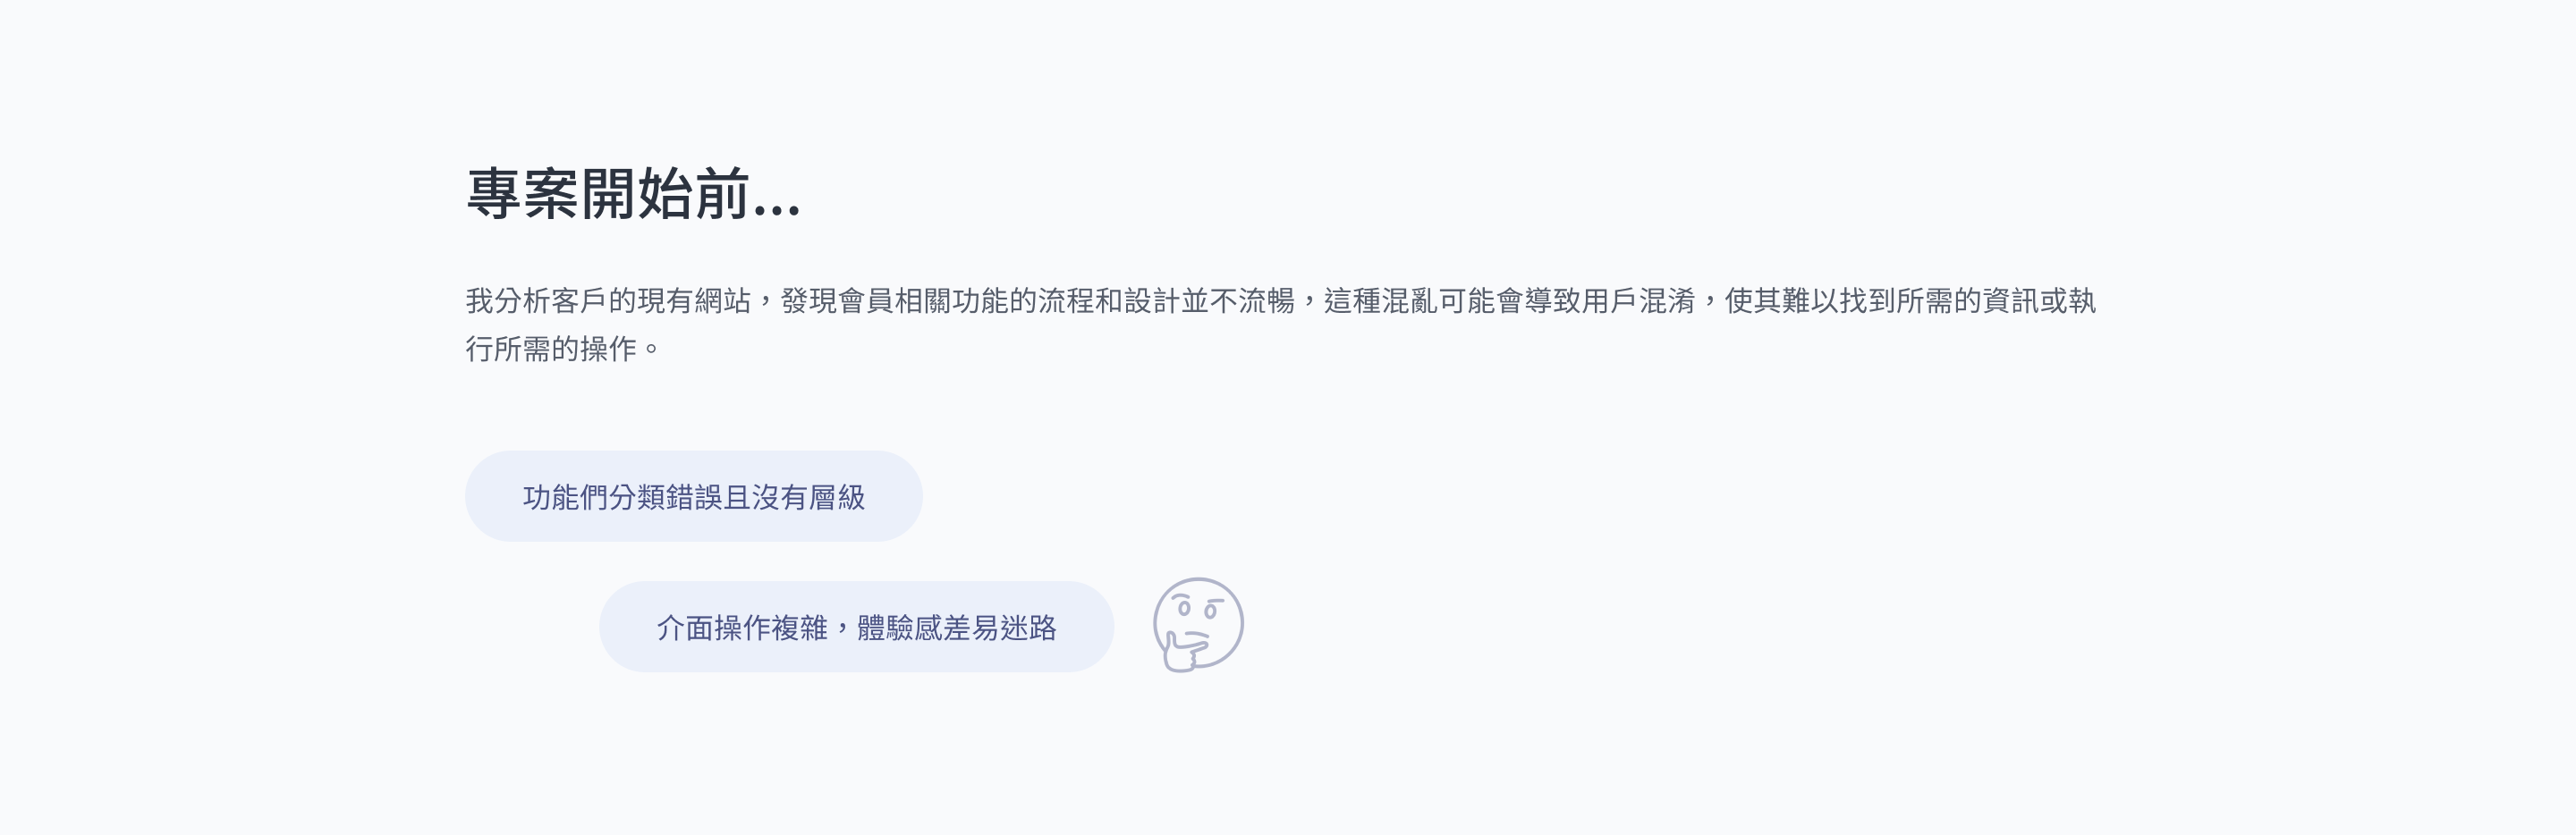 專案開始前...
我分析客戶的現有網站，發現會員相關功能的流程和設計並不流暢，這種混亂可能會導致用戶混淆，使其難以找到所需的資訊或執
行所需的操作。
功能們分類錯誤且沒有層級
介面操作複雜，體驗感差易迷路